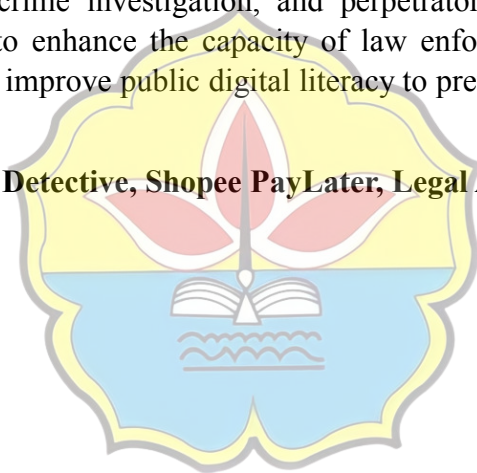 crime investigation, and perpetrator
to enhance the capacity of law enfo
improve public digital literacy to pre
Detective, Shopee PayLater, Legal